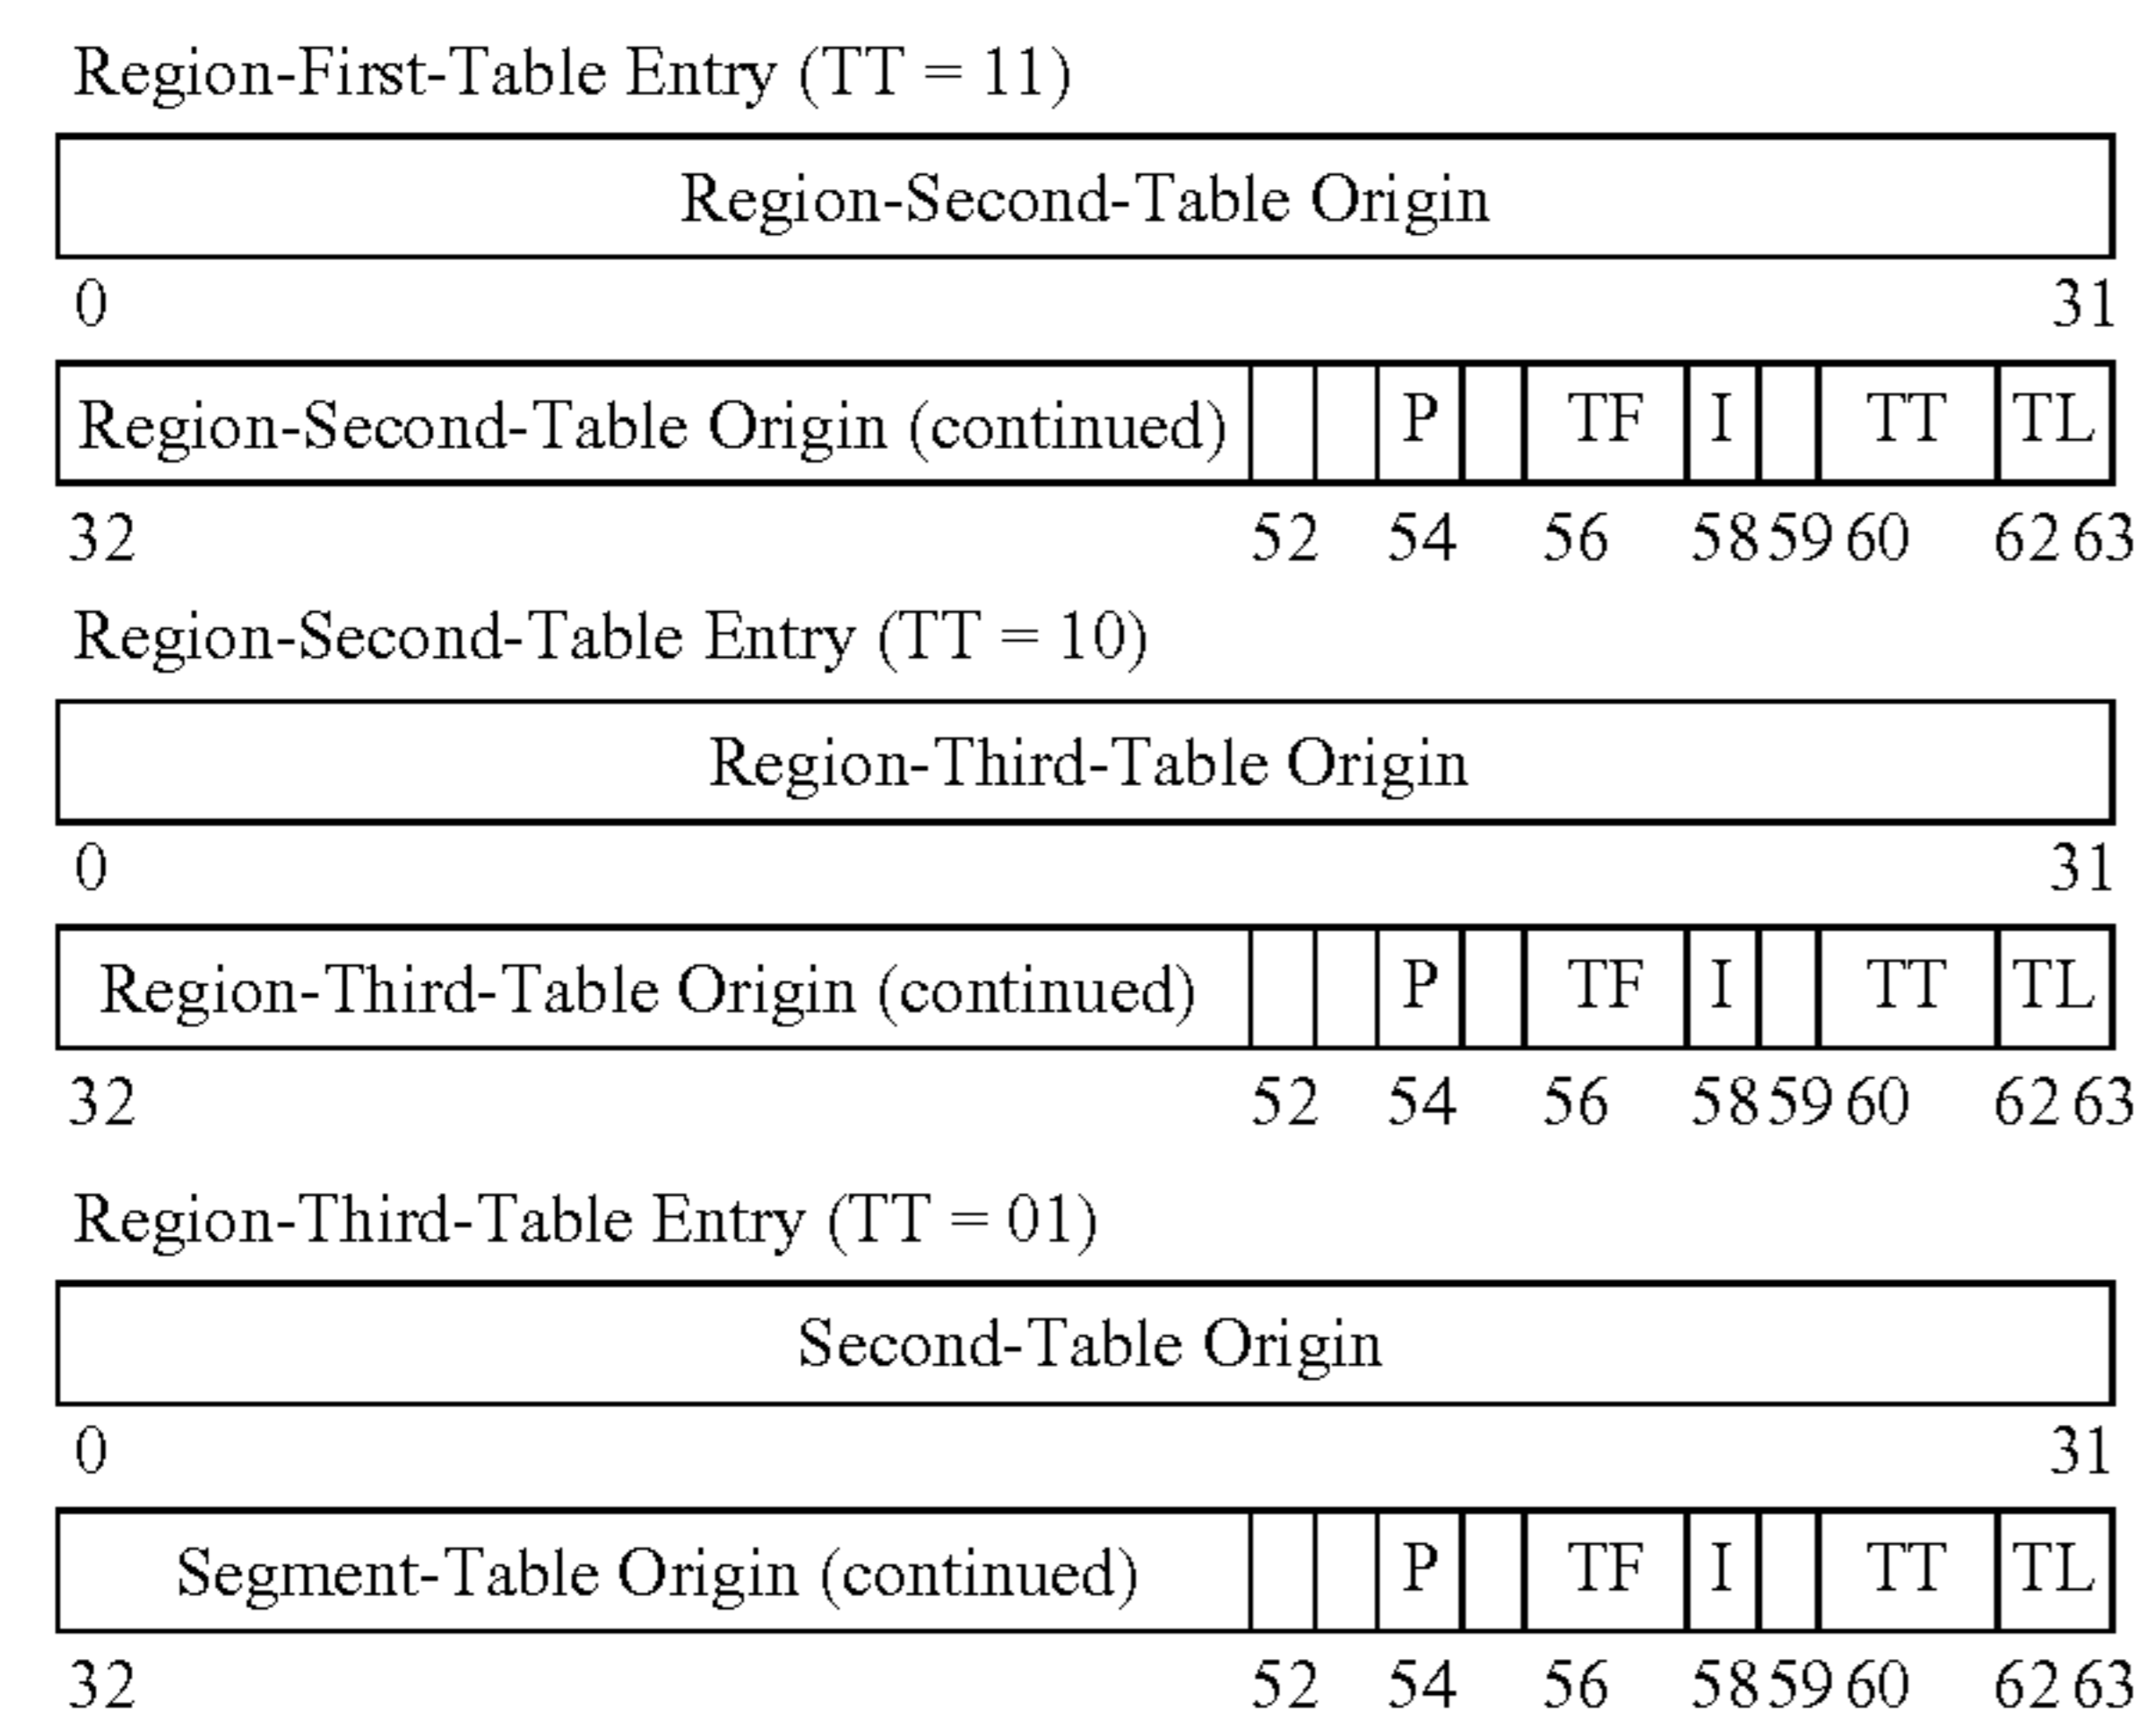 Region-First-Table Entry (TT = 11)
Region-Second-Table Origin
0 31
Region-Second-Table Origin (continued) P TF I TT TL
32 52 54 56 58 59 60 62 63
Region-Second-Table Entry (TT = 10)
Region-Third-Table Origin
0 31
Region-Third-Table Origin (continued) P TF I TT TL
32 52 54 56 58 59 60 62 63
Region-Third-Table Entry (TT = 01)
Second-Table Origin
0 31
Segment-Table Origin (continued) P TF I TT TL
32 52 54 56 58 59 60 62 63